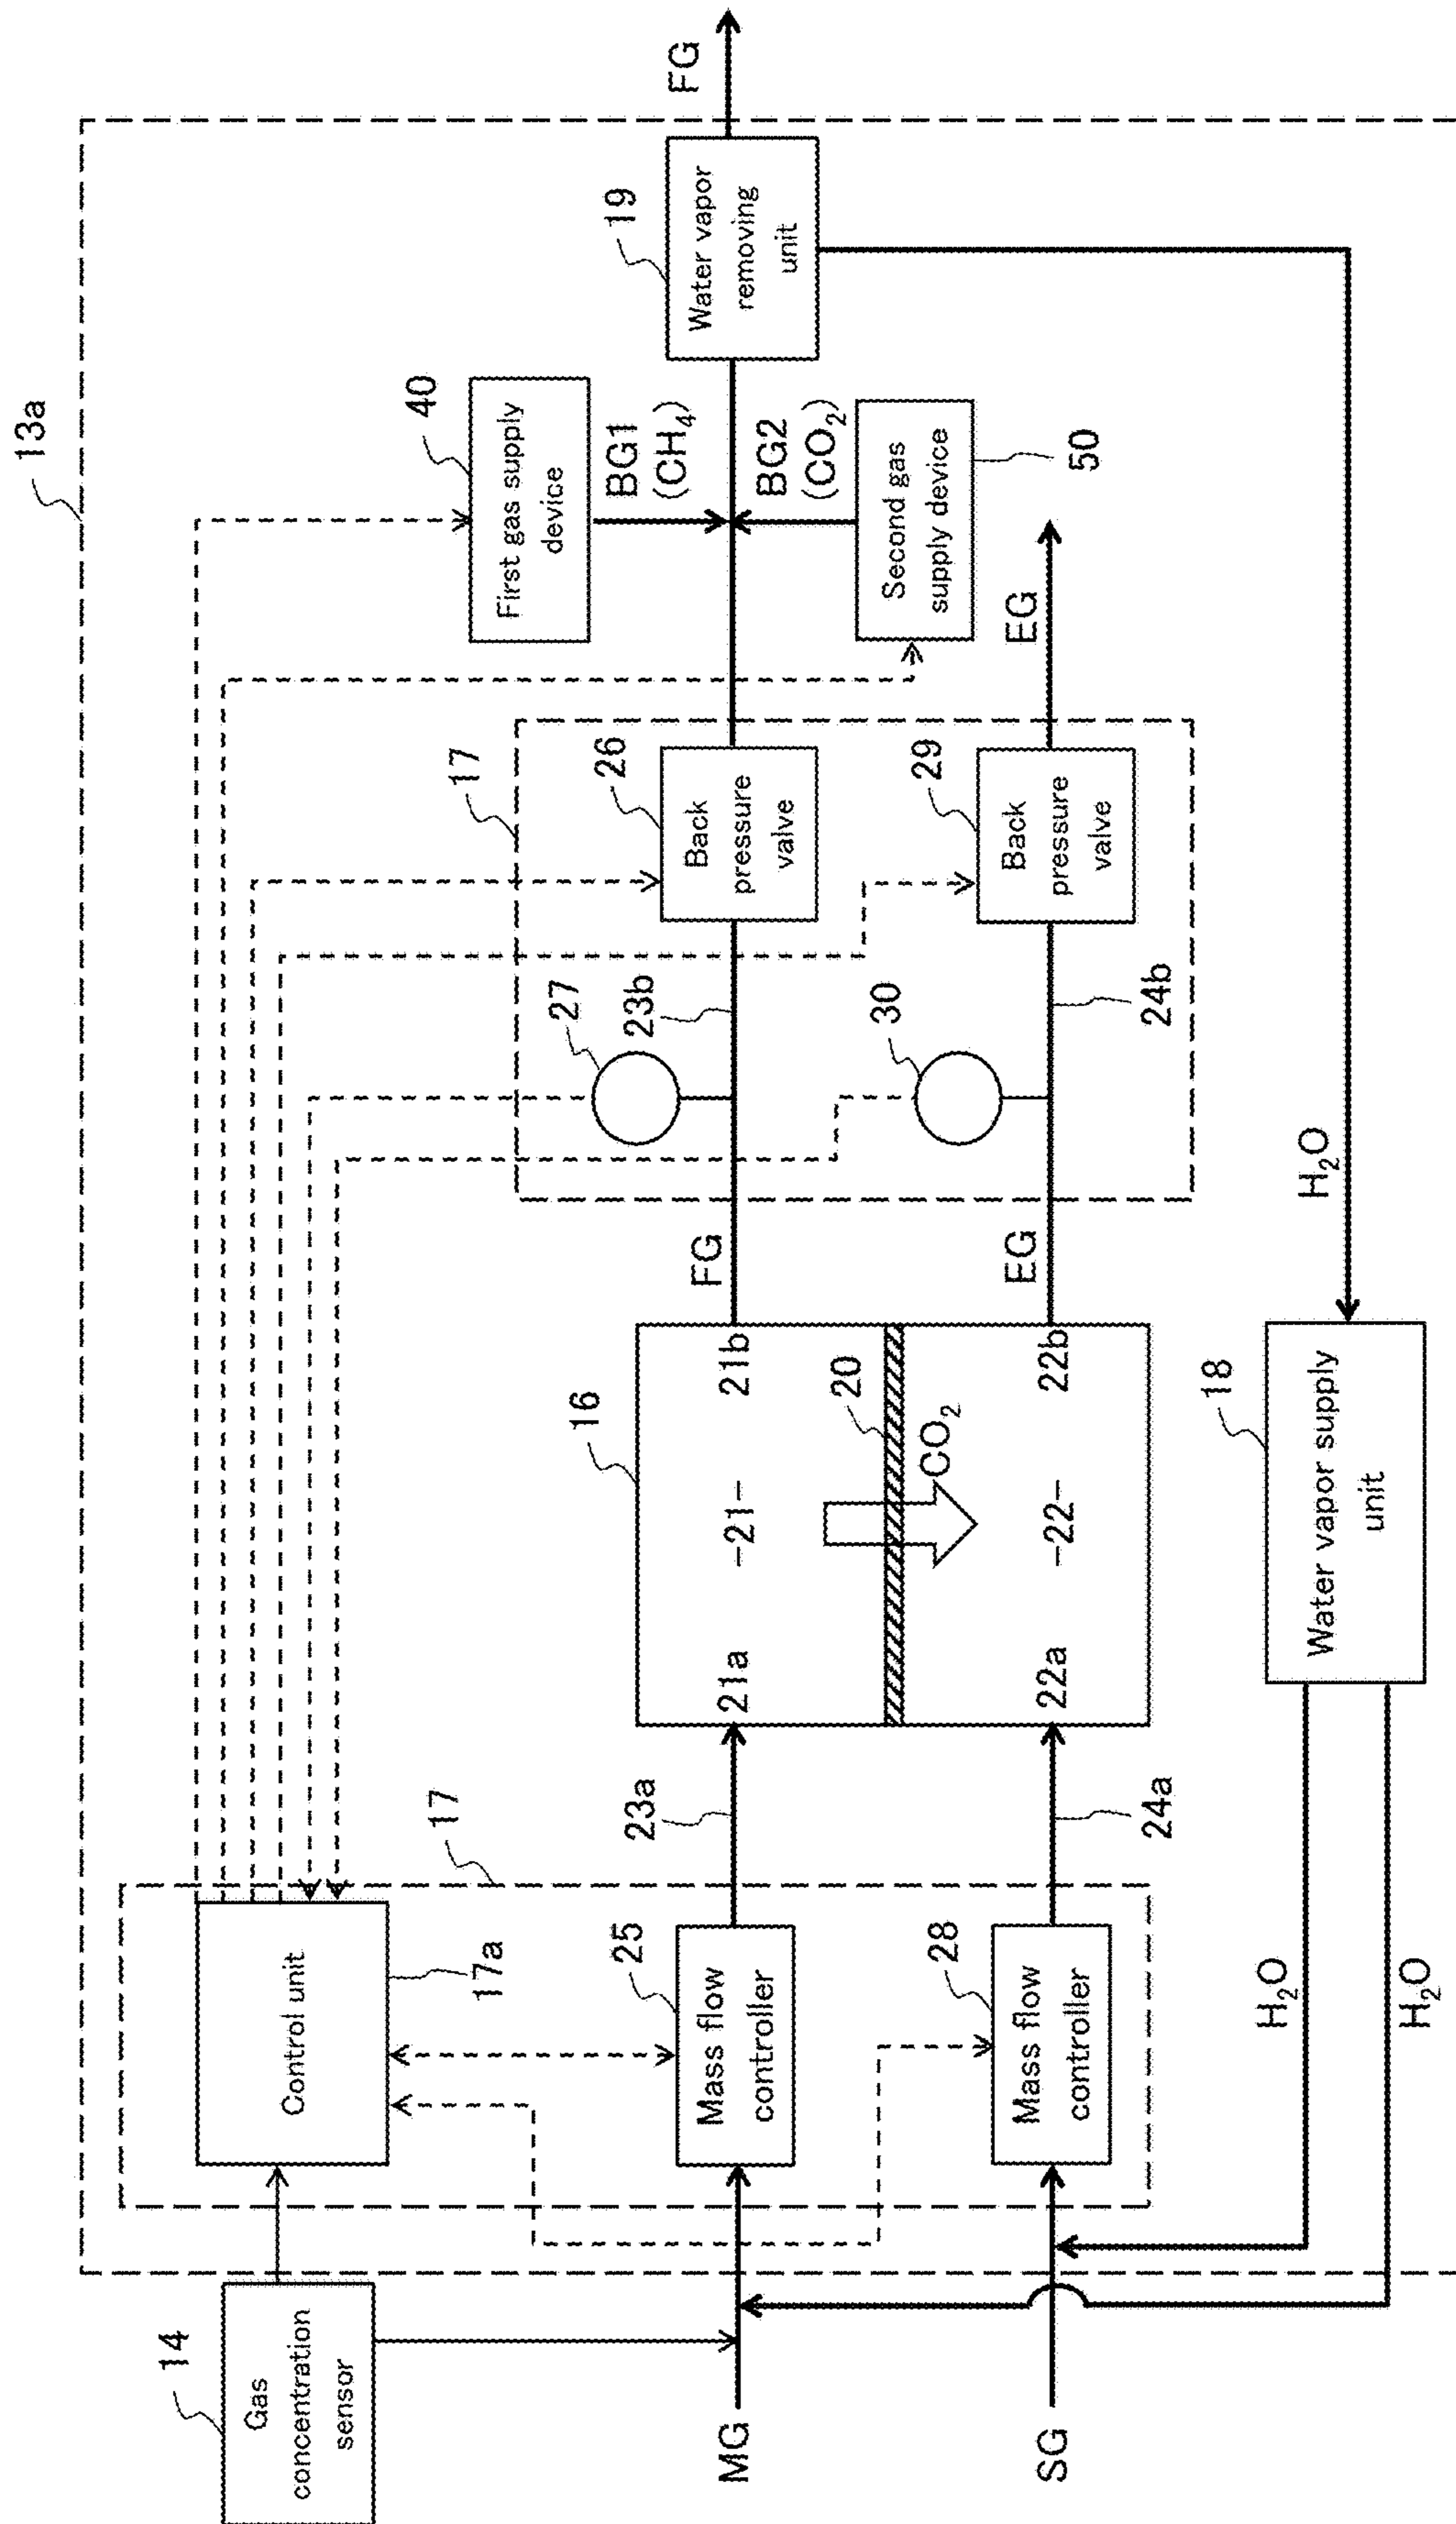 13a
14
Gas
concentration
sensor
Control unit
17a
17
25
Mass flow
controller
28
Mass flow
controller
MG
SG
23a
24a
16
21a
-21-
21b
20
CO₂
22a
-22-
22b
FG
EG
17
27
23b
26
Back
pressure
valve
30
24b
29
Back
pressure
valve
EG
40
First gas supply
device
BG1
(CH₄)
BG2
(CO₂)
Second gas
supply device
50
19
Water vapor
removing
unit
FG
H₂O
18
Water vapor supply
unit
H₂O
H₂O